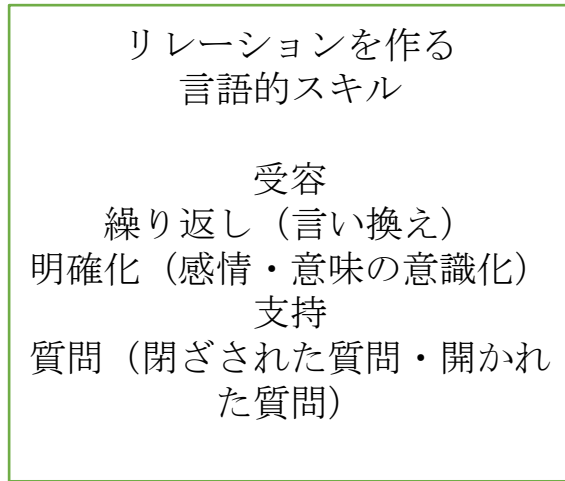 リレーションを作る
言語的スキル
受容
繰り返し（言い換え）
明確化（感情・意味の意識化）
支持
質問（閉ざされた質問・開かれ
た質問）